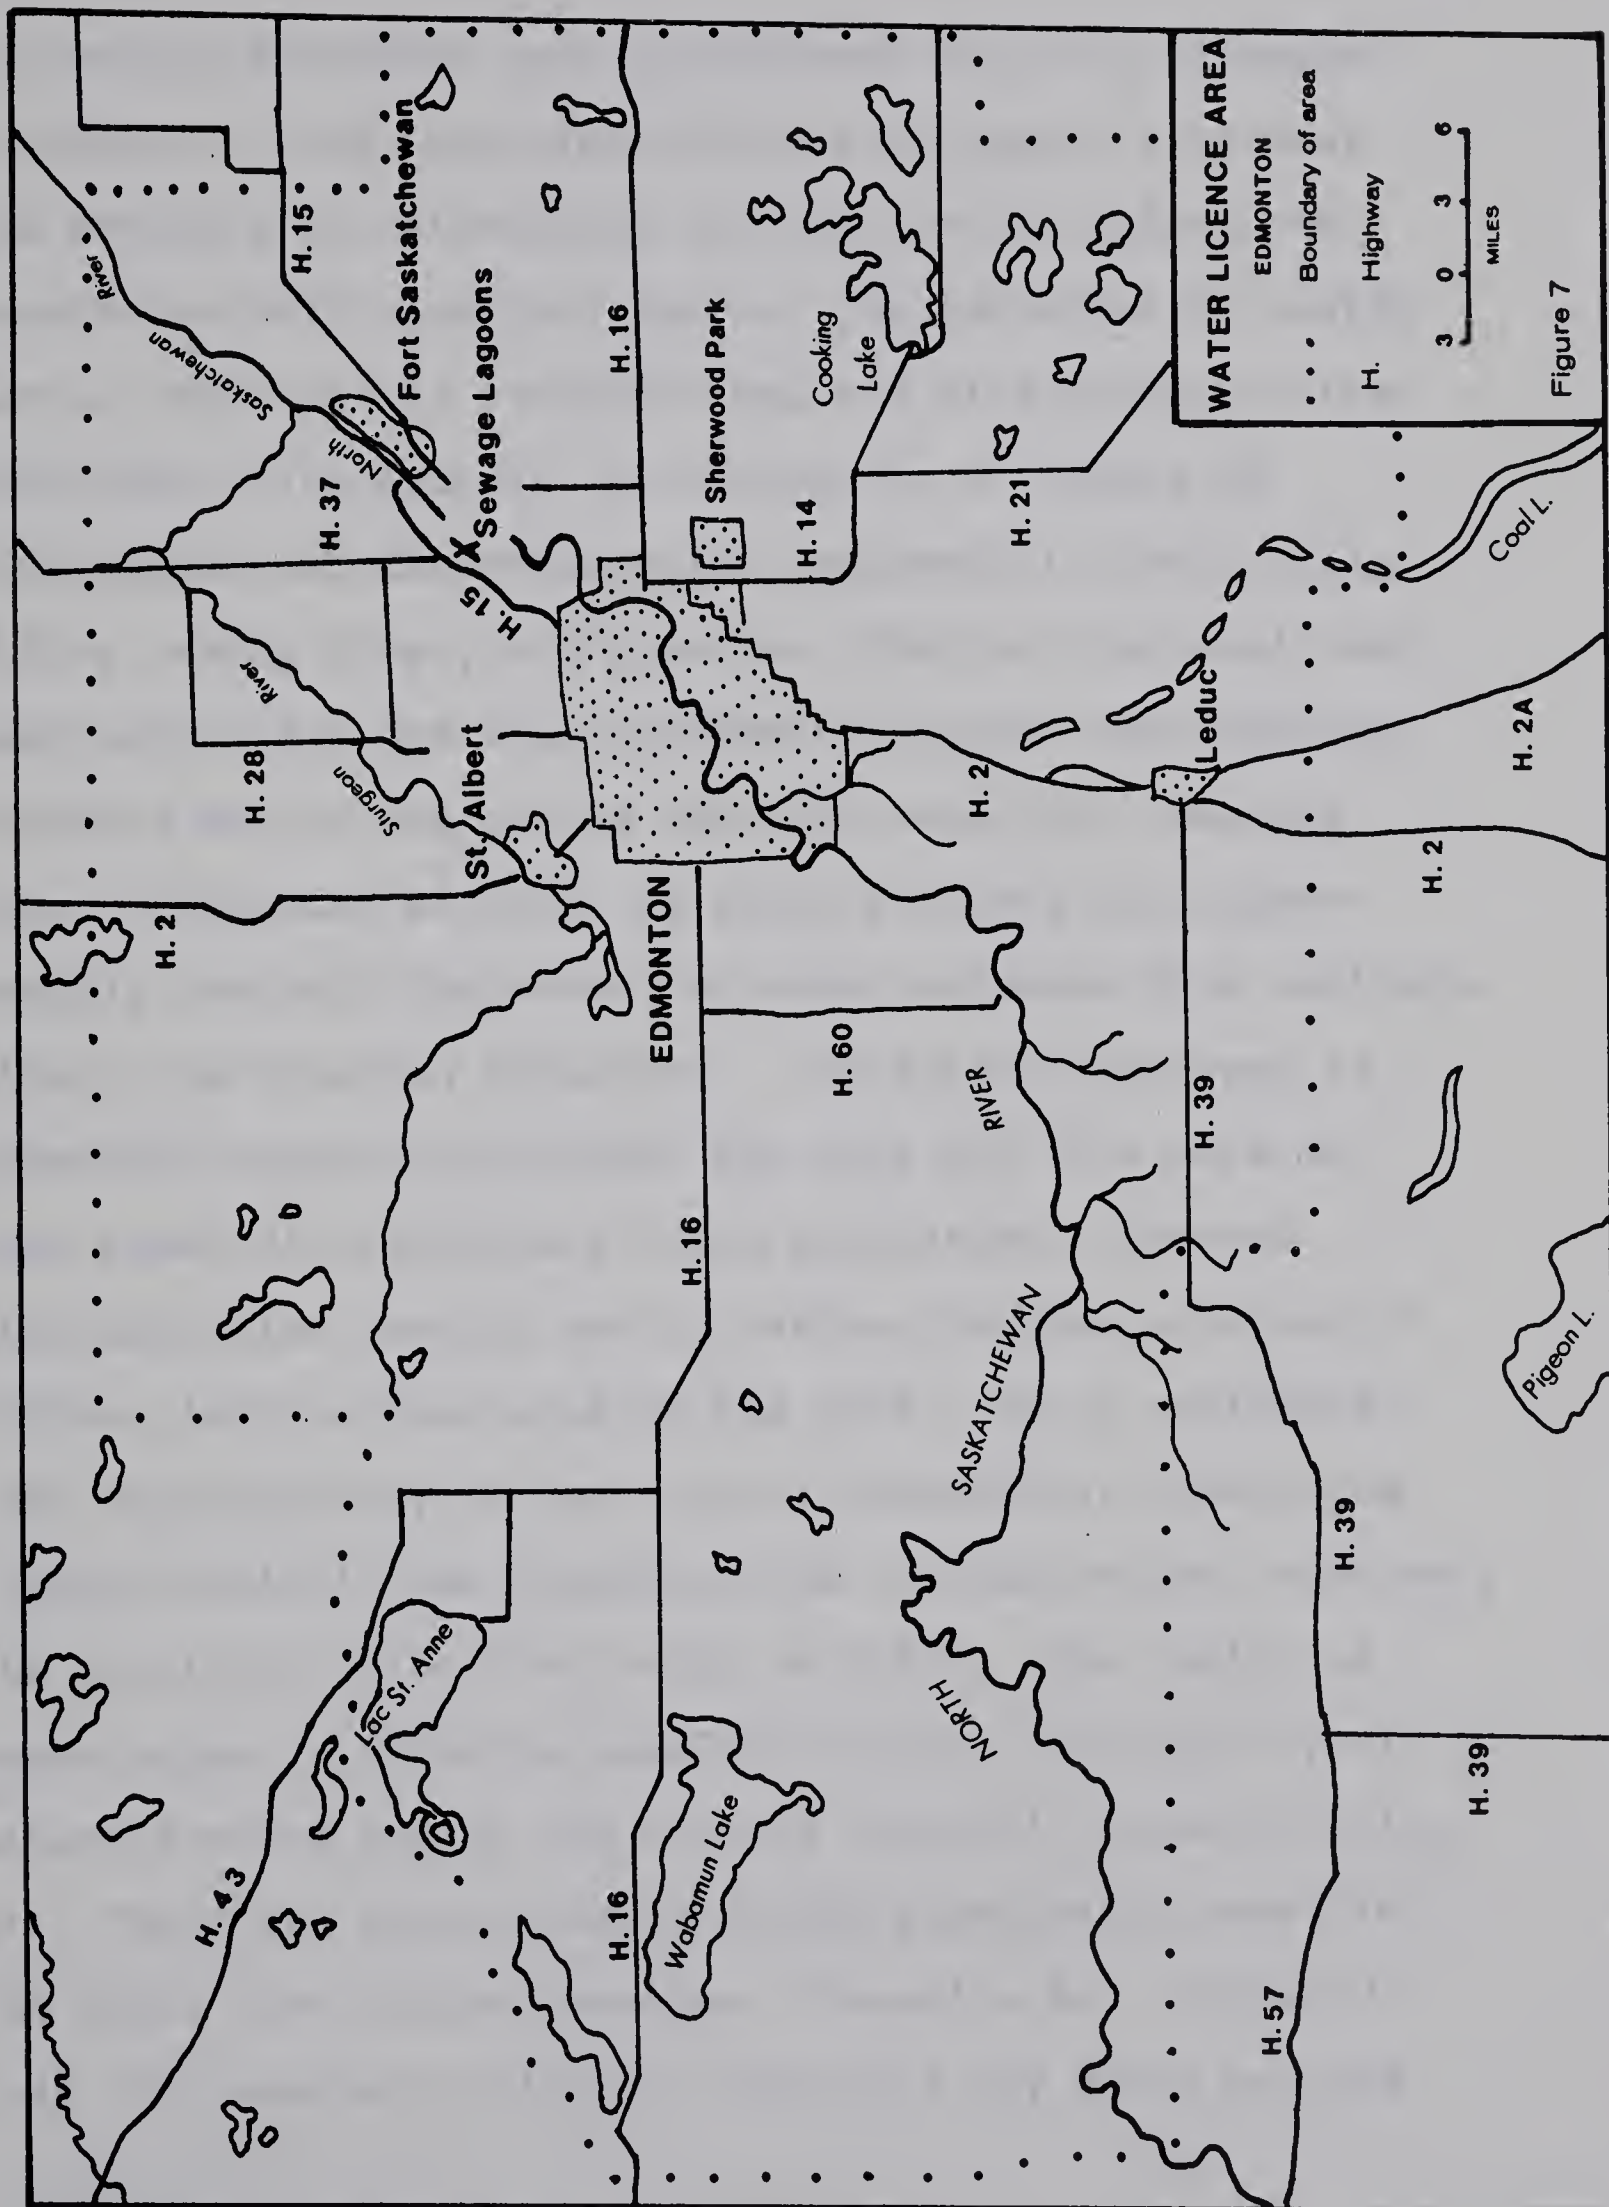 H. 43
Lac St. Anne
H. 16
Wabamun Lake
H. 57
H. 39
H. 39
NORTH
SASKATCHEWAN
RIVER
Pigeon L.
H. 16
H. 60
H. 39
H. 2
EDMONTON
St. Albert
Sturgeon
River
H. 28
H. 37
H. 15
X Sewage Lagoons
Fort Saskatchewan
North
Saskatchewan
River
H. 15
H. 16
Sherwood Park
H. 14
Cooking
Lake
H. 21
H. 2
Leduc
H. 2
H. 2A
Coal L.
WATER LICENCE AREA
EDMONTON
Boundary of area
H. Highway
3 0 3 6
MILES
Figure 7